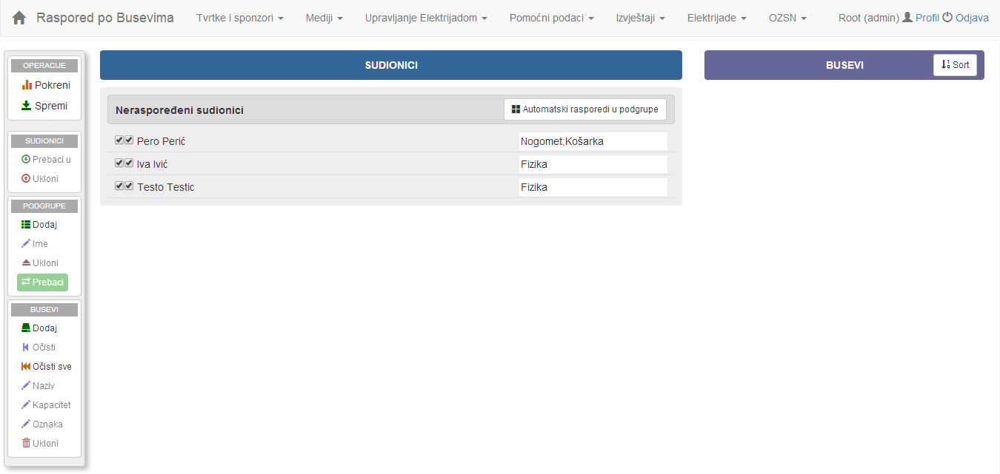 Raspored po Busevima Tvrtke i sponzori Mediji Upravljanje Elektrijadom Pomoćni podaci Izvještaji Elektrijade OZSN Root (admin) Profil Odjava
OPERACIJE
Pokreni
Spremi
SUDIONICI
Prebaci u
Ukloni
PODGRUPE
Dodaj
Ime
Ukloni
Prebaci
BUSEVI
Dodaj
Očisti
Očisti sve
Naziv
Kapacitet
Oznaka
Ukloni
SUDIONICI
Neraspoređeni sudionici Automatski rasporedi u podgrupe
Pero Perić Nogomet;Košarka
Iva Ivić Fizika
Testo Testic Fizika
BUSEVI Sort